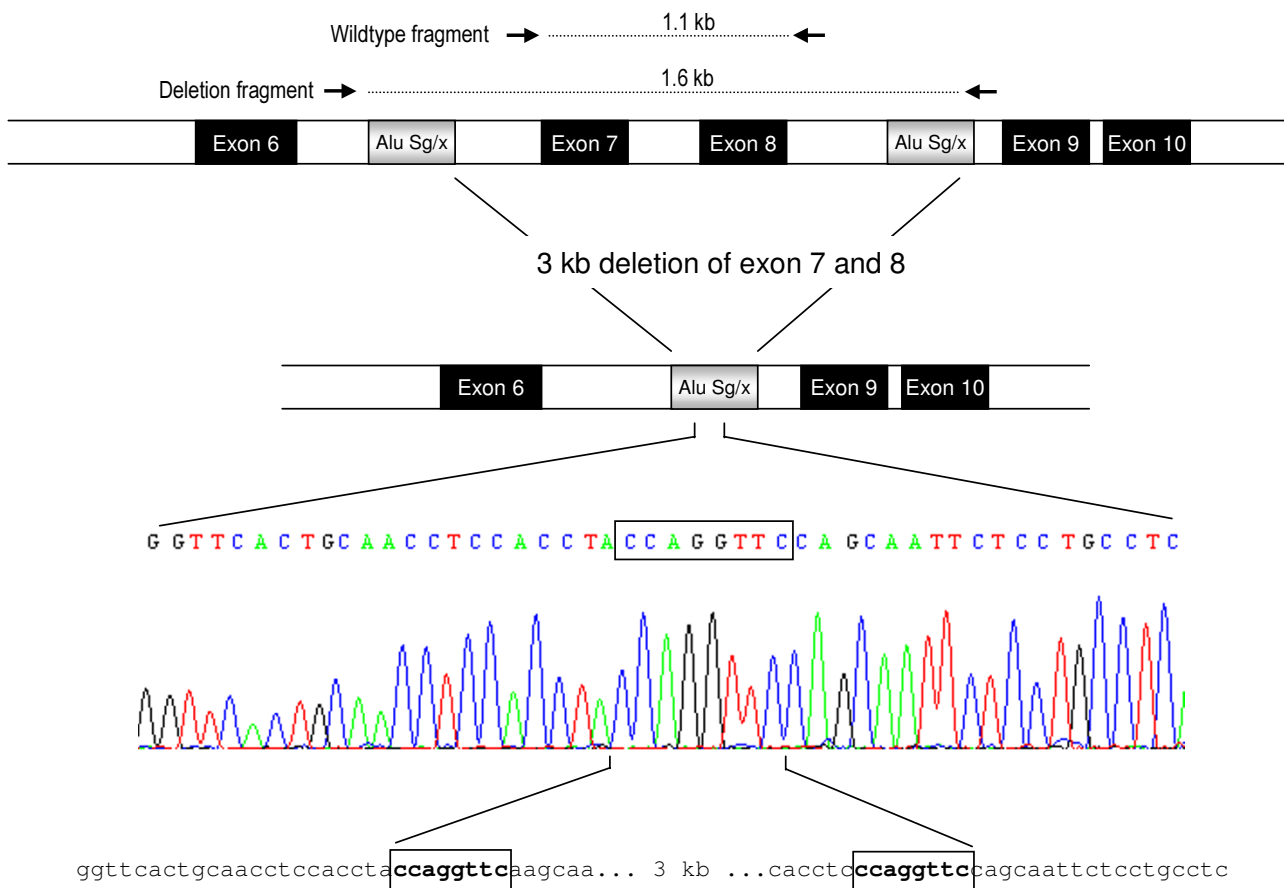 1.1 kb
Wildtype fragment
1.6 kb
Deletion fragment
Exon 6 Alu Sg/x Exon 7 Exon 8 Alu Sg/x Exon 9 Exon 10
3 kb deletion of exon 7 and 8
Exon 6 Alu Sg/x Exon 9 Exon 10
G G T T C A C T G C A A C C T C C A C C T A C C A G G T T C C A G C A A T T C T C C T G C C T C
ggttcactgcaacctccacctaccaggttcaagcaa... 3 kb ...cacctcccaggttccagcaattctcctgcctc